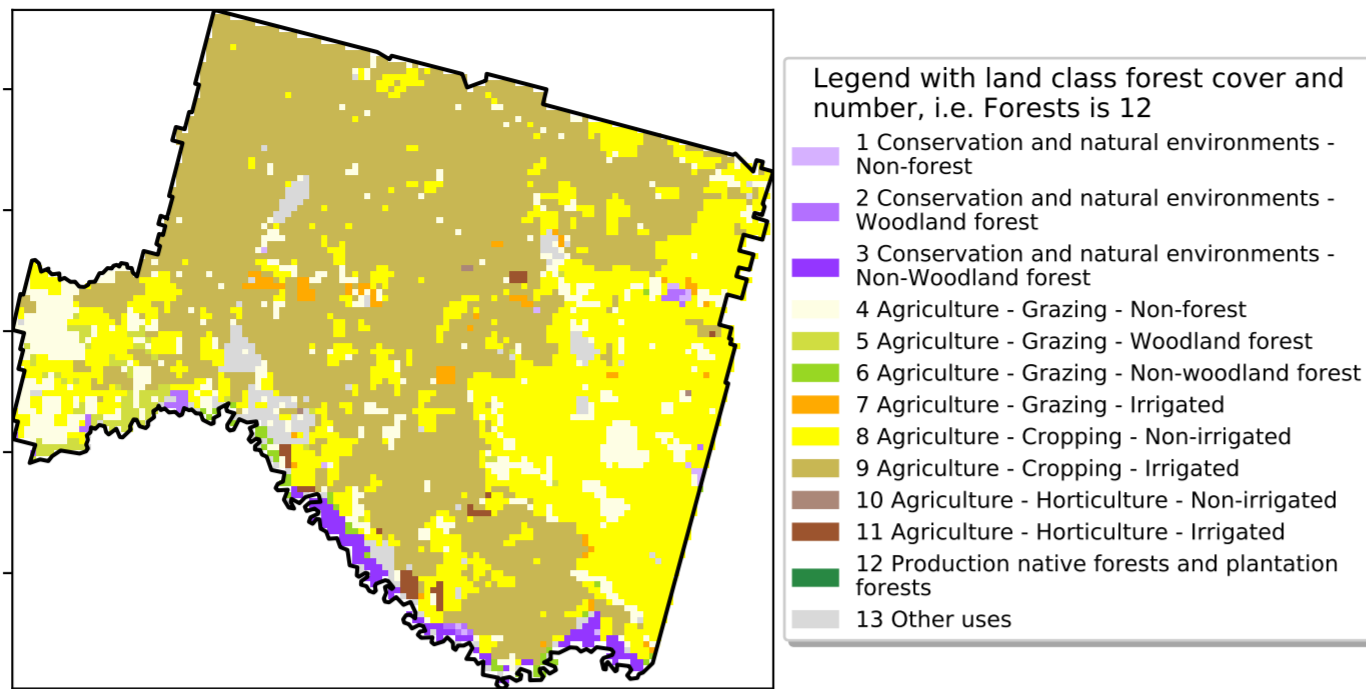 Legend with land class forest cover and
number, i.e. Forests is 12
1 Conservation and natural environments -
Non-forest
2 Conservation and natural environments -
Woodland forest
3 Conservation and natural environments -
Non-Woodland forest
4 Agriculture - Grazing - Non-forest
5 Agriculture - Grazing - Woodland forest
6 Agriculture - Grazing - Non-woodland forest
7 Agriculture - Grazing - Irrigated
8 Agriculture - Cropping - Non-irrigated
9 Agriculture - Cropping - Irrigated
10 Agriculture - Horticulture - Non-irrigated
11 Agriculture - Horticulture - Irrigated
12 Production native forests and plantation
forests
13 Other uses